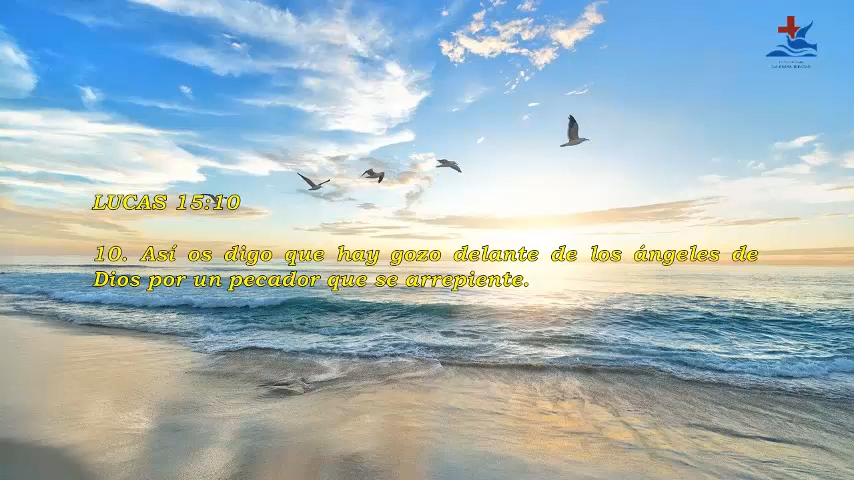 LUCAS 15:10
10. Así os digo que hay gozo delante de los ángeles de
Dios por un pecador que se arrepiente.